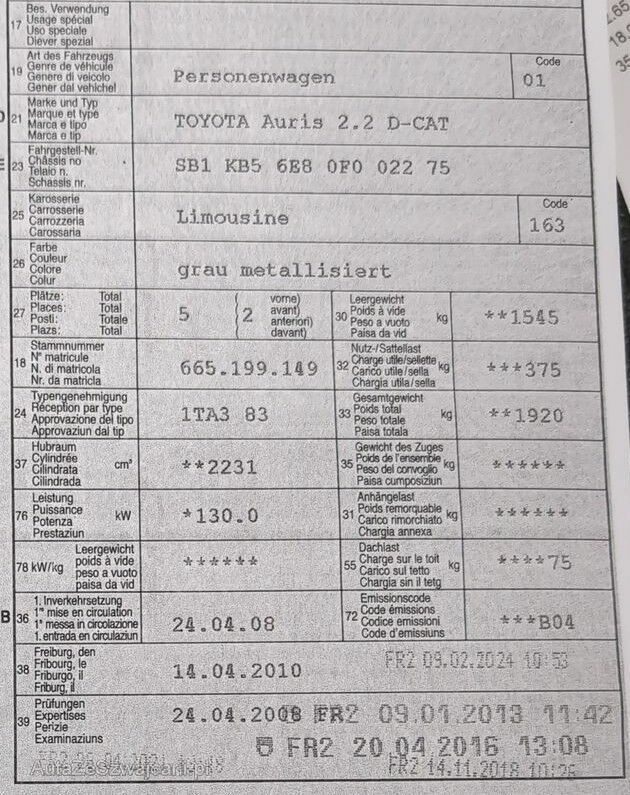 .65
18.
35
17 Bes. Verwendung
Usage spécial
Uso speciale
Diever spezial
19 Art des Fahrzeugs
Genre de véhicule
Genere di veicolo
Gener dal vehichel
Personenwagen
Code
01
D 21 Marke und Typ
Marque et type
Marca e tipo
Marca e tip
TOYOTA Auris 2.2 D-CAT
E 23 Fahrgestell-Nr.
Châssis no
Telaio n.
Schassis nr.
SB1 KB5 6E8 0F0 022 75
25 Karosserie
Carrosserie
Carrozzeria
Carossaria
Limousine
Code
163
26 Farbe
Couleur
Colore
Colur
grau metallisiert
27 Plätze: Total
Places: Total
Posti: Totale
Plazs: Total
5 ( 2 vorne)
avant)
anteriori)
davant)
30 Leergewicht
Poids à vide
Peso a vuoto
Paisa da vid
kg **1545
18 Stammnummer
N° matricule
N. di matricola
Nr. da matricla
665.199.149
32 Nutz-/Sattellast
Charge utile/sellette
Carico utile/sella
Chargia utila/sella
kg ***375
24 Typengenehmigung
Réception par type
Approvazione del tipo
Approvaziun dal tip
1TA3 83
33 Gesamtgewicht
Poids total
Peso totale
Paisa totala
kg **1920
37 Hubraum
Cylindrée
Cilindrata
Cilindrada
cm³ **2231
35 Gewicht des Zuges
Poids de l'ensemble
Peso del convoglio
Paisa cumposiziun
kg ******
76 Leistung
Puissance
Potenza
Prestaziun
kW *130.0
31 Anhängelast
Poids remorquable
Carico rimorchiato
Chargia annexa
kg ******
78 kW/kg Leergewicht
poids à vide
peso a vuoto
paisa da vid
******
55 Dachlast
Charge sur le toit
Carico sul tetto
Chargia sin il tetg
kg ****75
B 36 1. Inverkehrsetzung
1re mise en circulation
1a messa in circolazione
1. entrada en circulaziun
24.04.08
72 Emissionscode
Code émissions
Codice emissioni
Code d'emissiuns
***B04
38 Freiburg, den
Fribourg, le
Friburgo, il
Friburg, il
14.04.2010
FR2 09.02.2024 10:53
39 Prüfungen
Expertises
Perizie
Examinaziuns
24.04.2008 FR2 09.01.2013 11:42
FR2 20.04.2016 13:08
FR2 14.11.2018 10:26